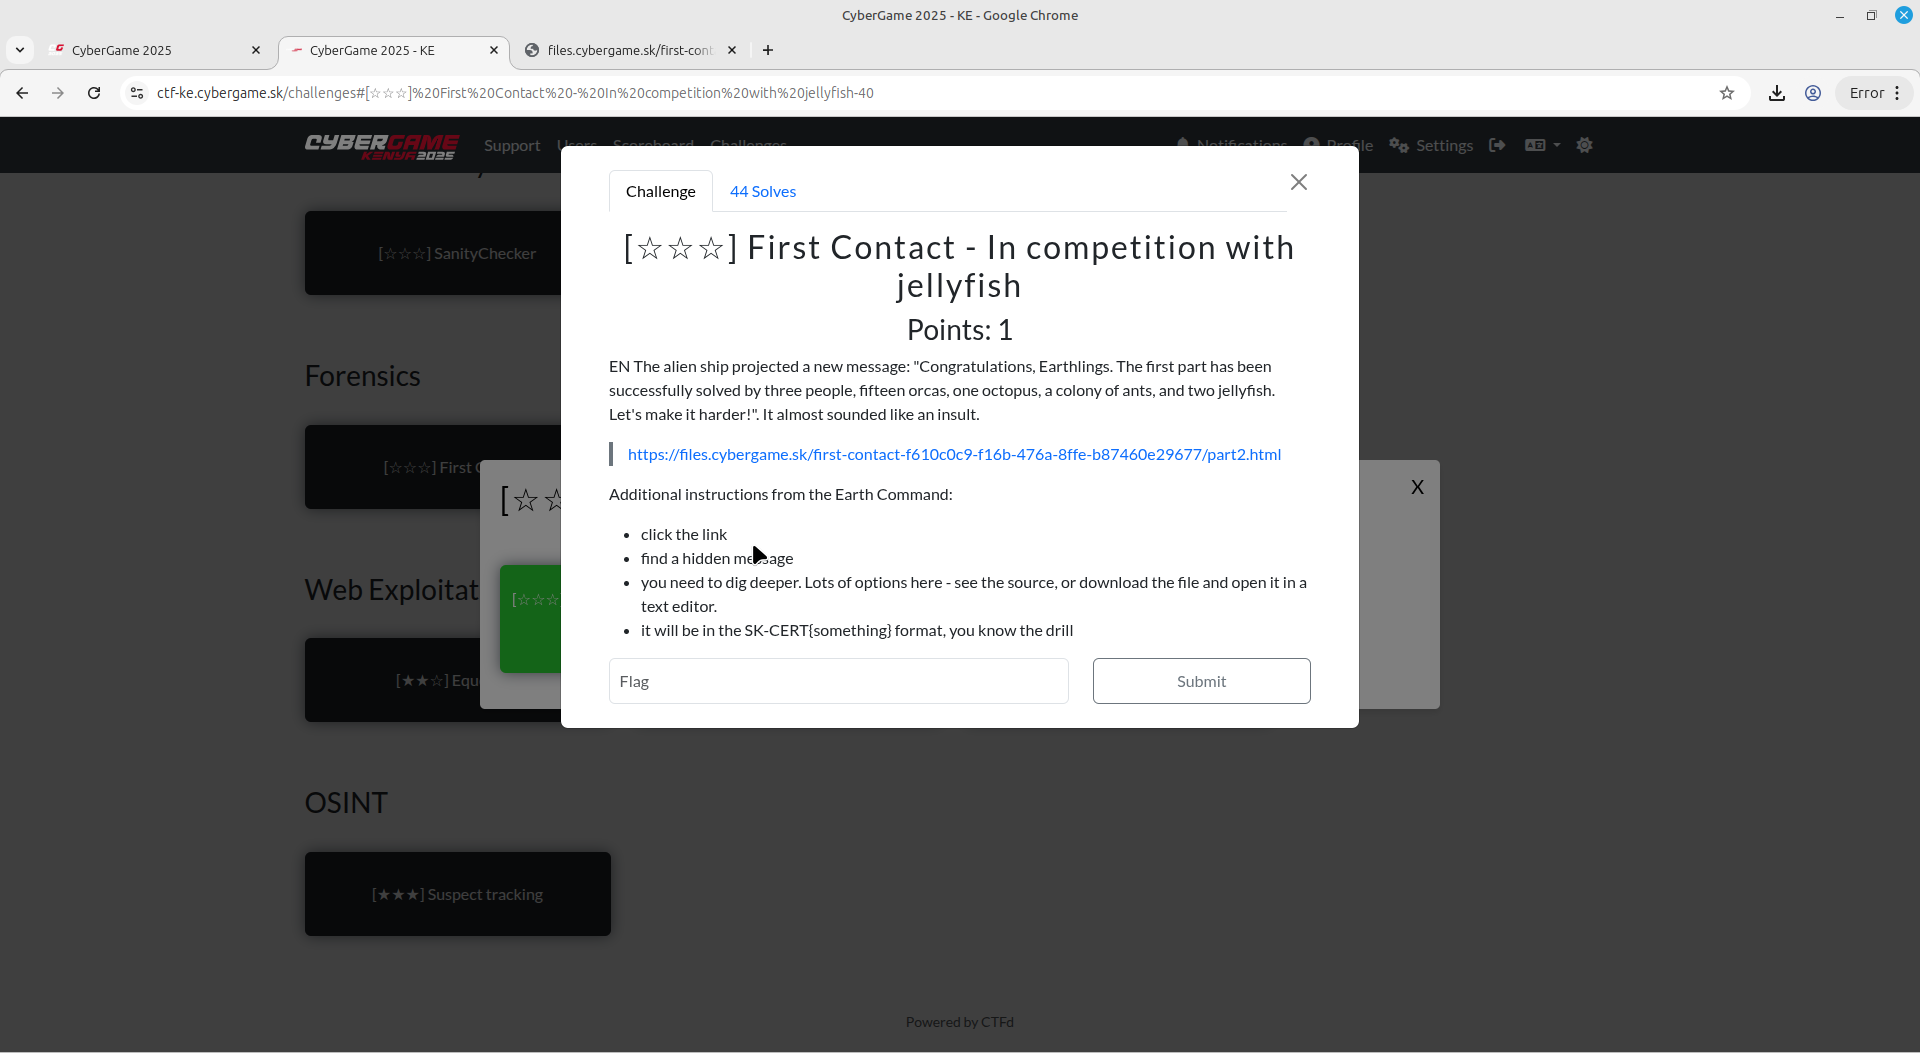 CyberGame 2025 - KE - Google Chrome
CyberGame 2025
CyberGame 2025 - KE
files.cybergame.sk/first-cont
ctf-ke.cybergame.sk/challenges#[☆☆☆]%20First%20Contact%20-%20In%20competition%20with%20jellyfish-40
Error
CYBERGAME
KENYA2025
Support
Users
Scoreboard
Challenges
Notifications
Profile
Settings
Challenge
44 Solves
[☆☆☆] First Contact - In competition with
jellyfish
Points: 1
EN The alien ship projected a new message: "Congratulations, Earthlings. The first part has been
successfully solved by three people, fifteen orcas, one octopus, a colony of ants, and two jellyfish.
Let's make it harder!". It almost sounded like an insult.
https://files.cybergame.sk/first-contact-f610c0c9-f16b-476a-8ffe-b87460e29677/part2.html
Additional instructions from the Earth Command:
• click the link
• find a hidden message
• you need to dig deeper. Lots of options here - see the source, or download the file and open it in a
text editor.
• it will be in the SK-CERT{something} format, you know the drill
Flag
Submit
[☆☆☆] SanityChecker
Forensics
[☆☆☆] First
[☆☆
X
[☆☆☆
Web Exploitat
[★★☆] Equ
OSINT
[★★★] Suspect tracking
Powered by CTFd